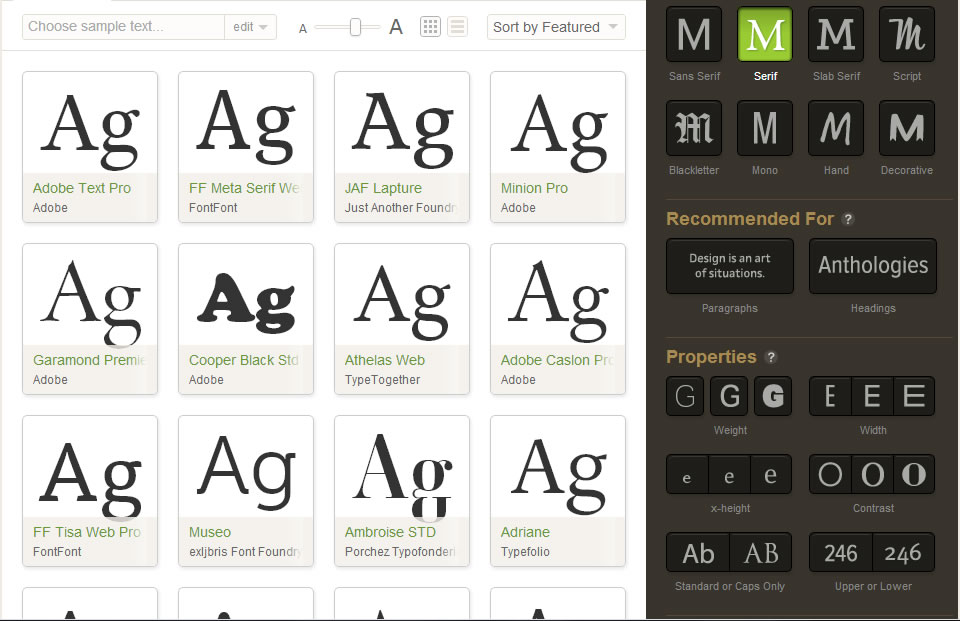 Choose sample text...
edit
A
A
Sort by Featured
Ag
Adobe Text Pro
Adobe
Ag
FF Meta Serif We
FontFont
Ag
JAF Lapture
Just Another Foundr
Ag
Minion Pro
Adobe
Ag
Garamond Premie
Adobe
Ag
Cooper Black Std
Adobe
Ag
Athelas Web
TypeTogether
Ag
Adobe Caslon Pro
Adobe
Ag
FF Tisa Web Pro
FontFont
Ag
Museo
exljbris Font Foundry
Ag
Ambroise STD
Porchez Typofonderi
Ag
Adriane
Typefolio
M
Sans Serif
M
Serif
M
Slab Serif
M
Script
M
Blackletter
M
Mono
M
Hand
M
Decorative
Recommended For ?
Design is an art
of situations.
Paragraphs
Anthologies
Headings
Properties ?
G G G
Weight
E E E
Width
e e e
x-height
O O O
Contrast
Ab AB
Standard or Caps Only
246 246
Upper or Lower